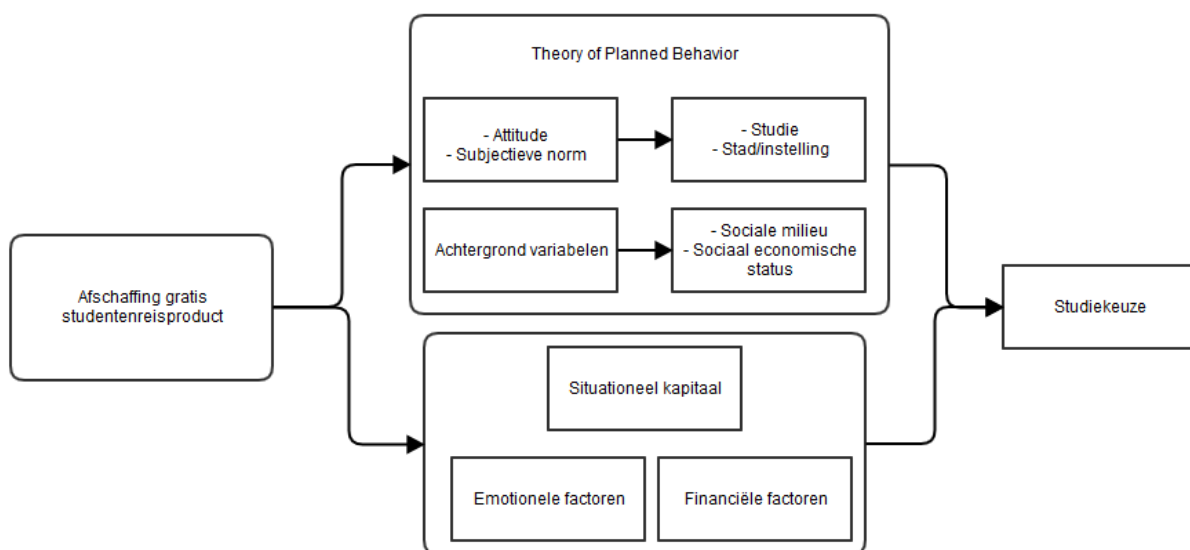 Theory of Planned Behavior
- Attitude
- Subjectieve norm
- Studie
- Stad/instelling
Achtergrond variabelen
- Sociale milieu
- Sociaal economische
status
Afschaffing gratis
studentenreisproduct
Studiekeuze
Situationeel kapitaal
Emotionele factoren
Financiële factoren